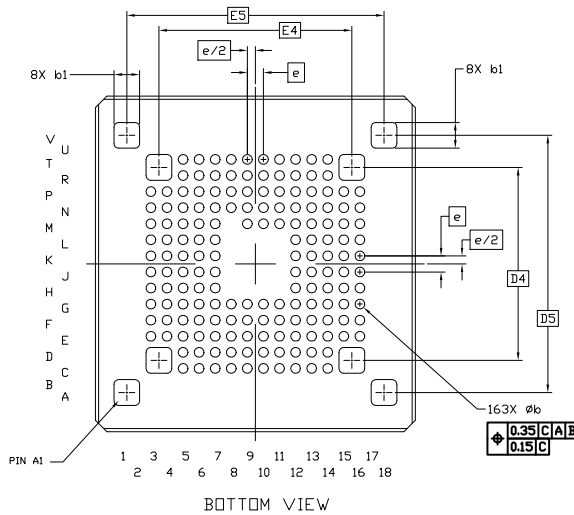 E5
E4
e/2
e
8X b1
8X b1
V
U
T
R
P
N
M
L
K
J
H
G
F
E
D
C
B
A
e
e/2
D4
D5
163X Øb
⌖ 0.35 C A B
0.15 C
PIN A1
1 3 5 7 9 11 13 15 17
2 4 6 8 10 12 14 16 18
BOTTOM VIEW